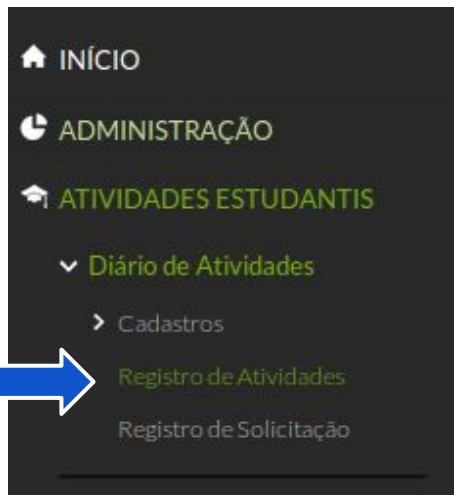 INÍCIO
ADMINISTRAÇÃO
ATIVIDADES ESTUDANTIS
Diário de Atividades
Cadastros
Registro de Atividades
Registro de Solicitação